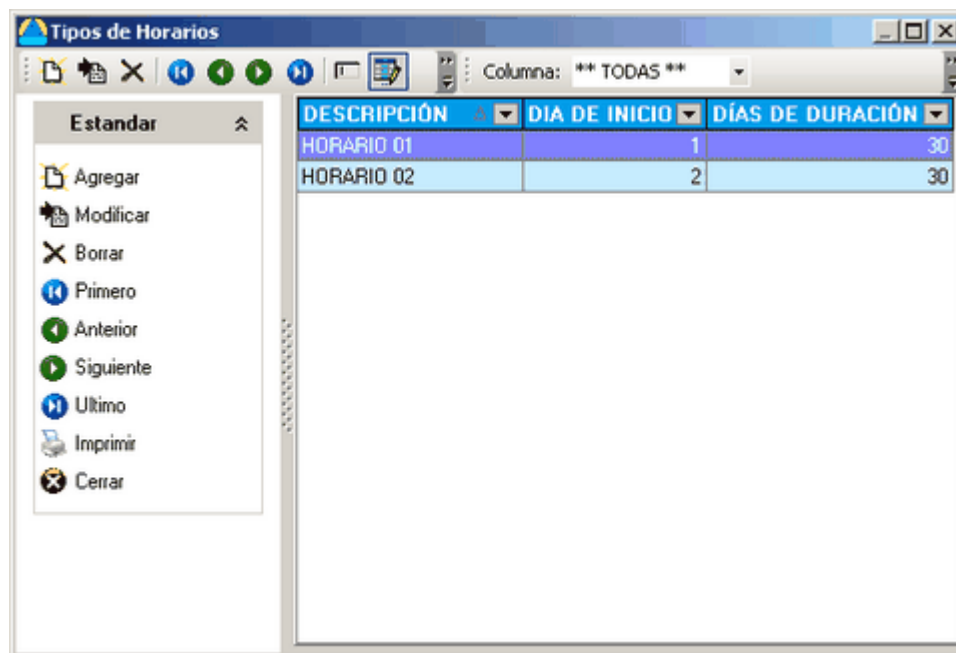 Tipos de Horarios
Columna: ** TODAS **
Estandar
Agregar
Modificar
Borrar
Primero
Anterior
Siguiente
Ultimo
Imprimir
Cerrar
DESCRIPCIÓN DIA DE INICIO DÍAS DE DURACIÓN
HORARIO 01 1 30
HORARIO 02 2 30